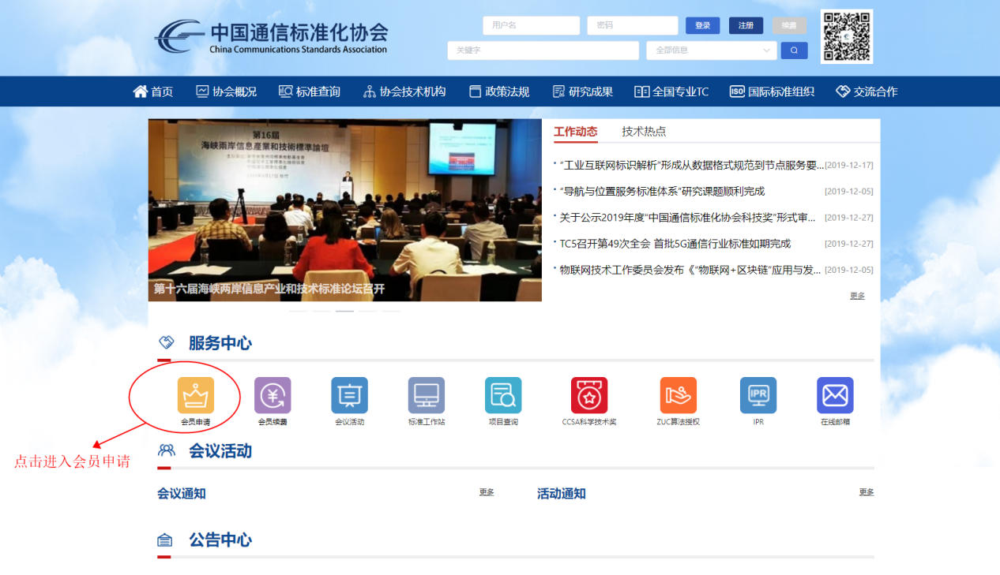 中国通信标准化协会
China Communications Standards Association
用户名 密码 登录 注册 续费
关键字 全部信息
首页 协会概况 标准查询 协会技术机构 政策法规 研究成果 全国专业TC ISO 国际标准组织 交流合作
第16届
海峡兩岸信息產業和技術標準論壇
第十六届海峡两岸信息产业和技术标准论坛召开
工作动态 技术热点
“工业互联网标识解析”形成从数据格式规范到节点服务要... [2019-12-17]
“导航与位置服务标准体系”研究课题顺利完成 [2019-12-05]
关于公示2019年度“中国通信标准化协会科技奖”形式审... [2019-12-27]
TC5召开第49次全会 首批5G通信行业标准如期完成 [2019-12-27]
物联网技术工作委员会发布《“物联网+区块链”应用与发... [2019-12-05]
更多
服务中心
IPR
会员申请 会员续费 会议活动 标准工作站 项目查询 CCSA科学技术奖 ZUC算法授权 IPR 在线邮箱
点击进入会员申请
会议活动
会议通知 更多 活动通知 更多
公告中心